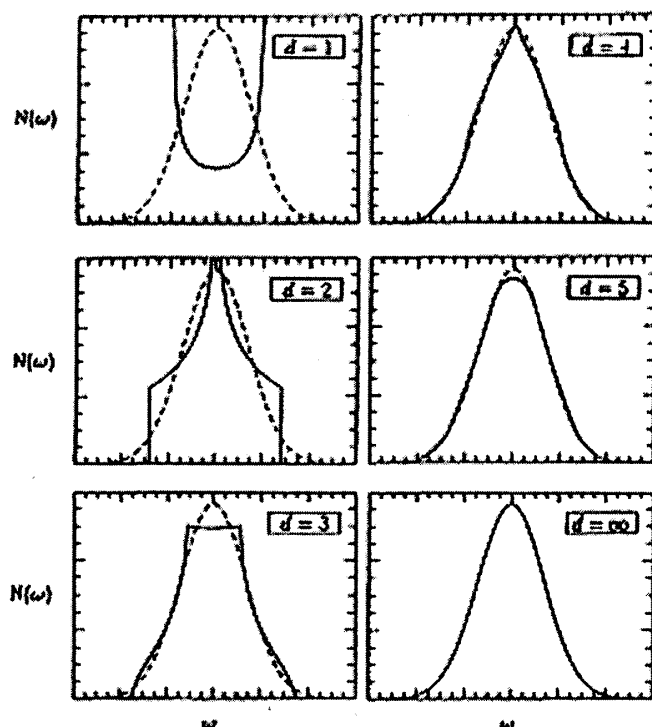 N(ω)
d = 1
d = 4
N(ω)
d = 2
d = 5
N(ω)
d = 3
d = ∞